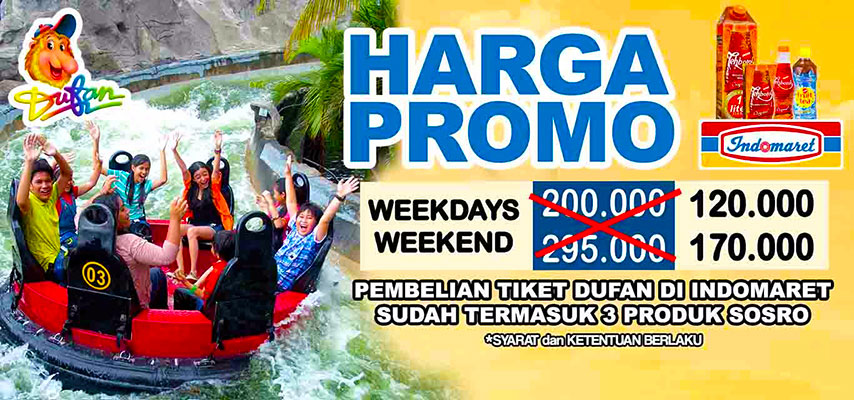 Dufan
HARGA
PROMO
Indomaret
WEEKDAYS 200.000 120.000
WEEKEND 295.000 170.000
PEMBELIAN TIKET DUFAN DI INDOMARET
SUDAH TERMASUK 3 PRODUK SOSRO
*SYARAT dan KETENTUAN BERLAKU
03